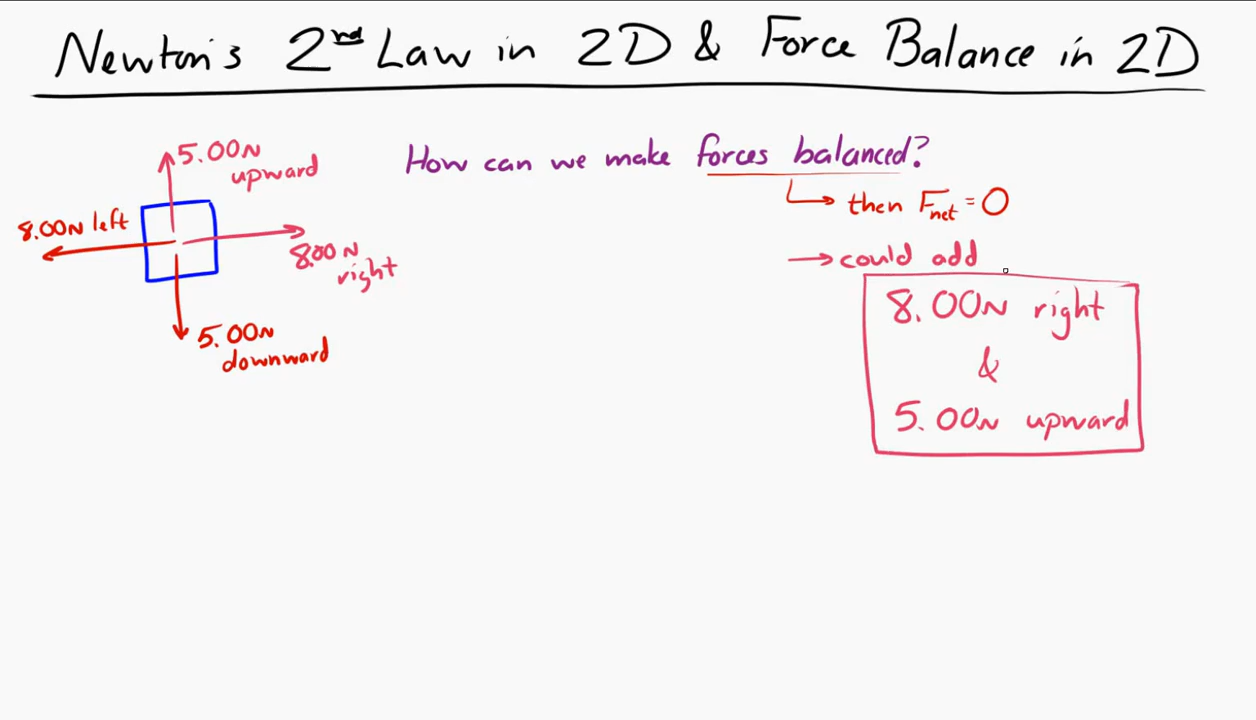 Newton's 2nd Law in 2D & Force Balance in 2D
5.00N
upward
8.00N left
8.00N
right
5.00N
downward
How can we make forces balanced?
then Fnet = 0
→ could add
8.00N right
&
5.00N upward